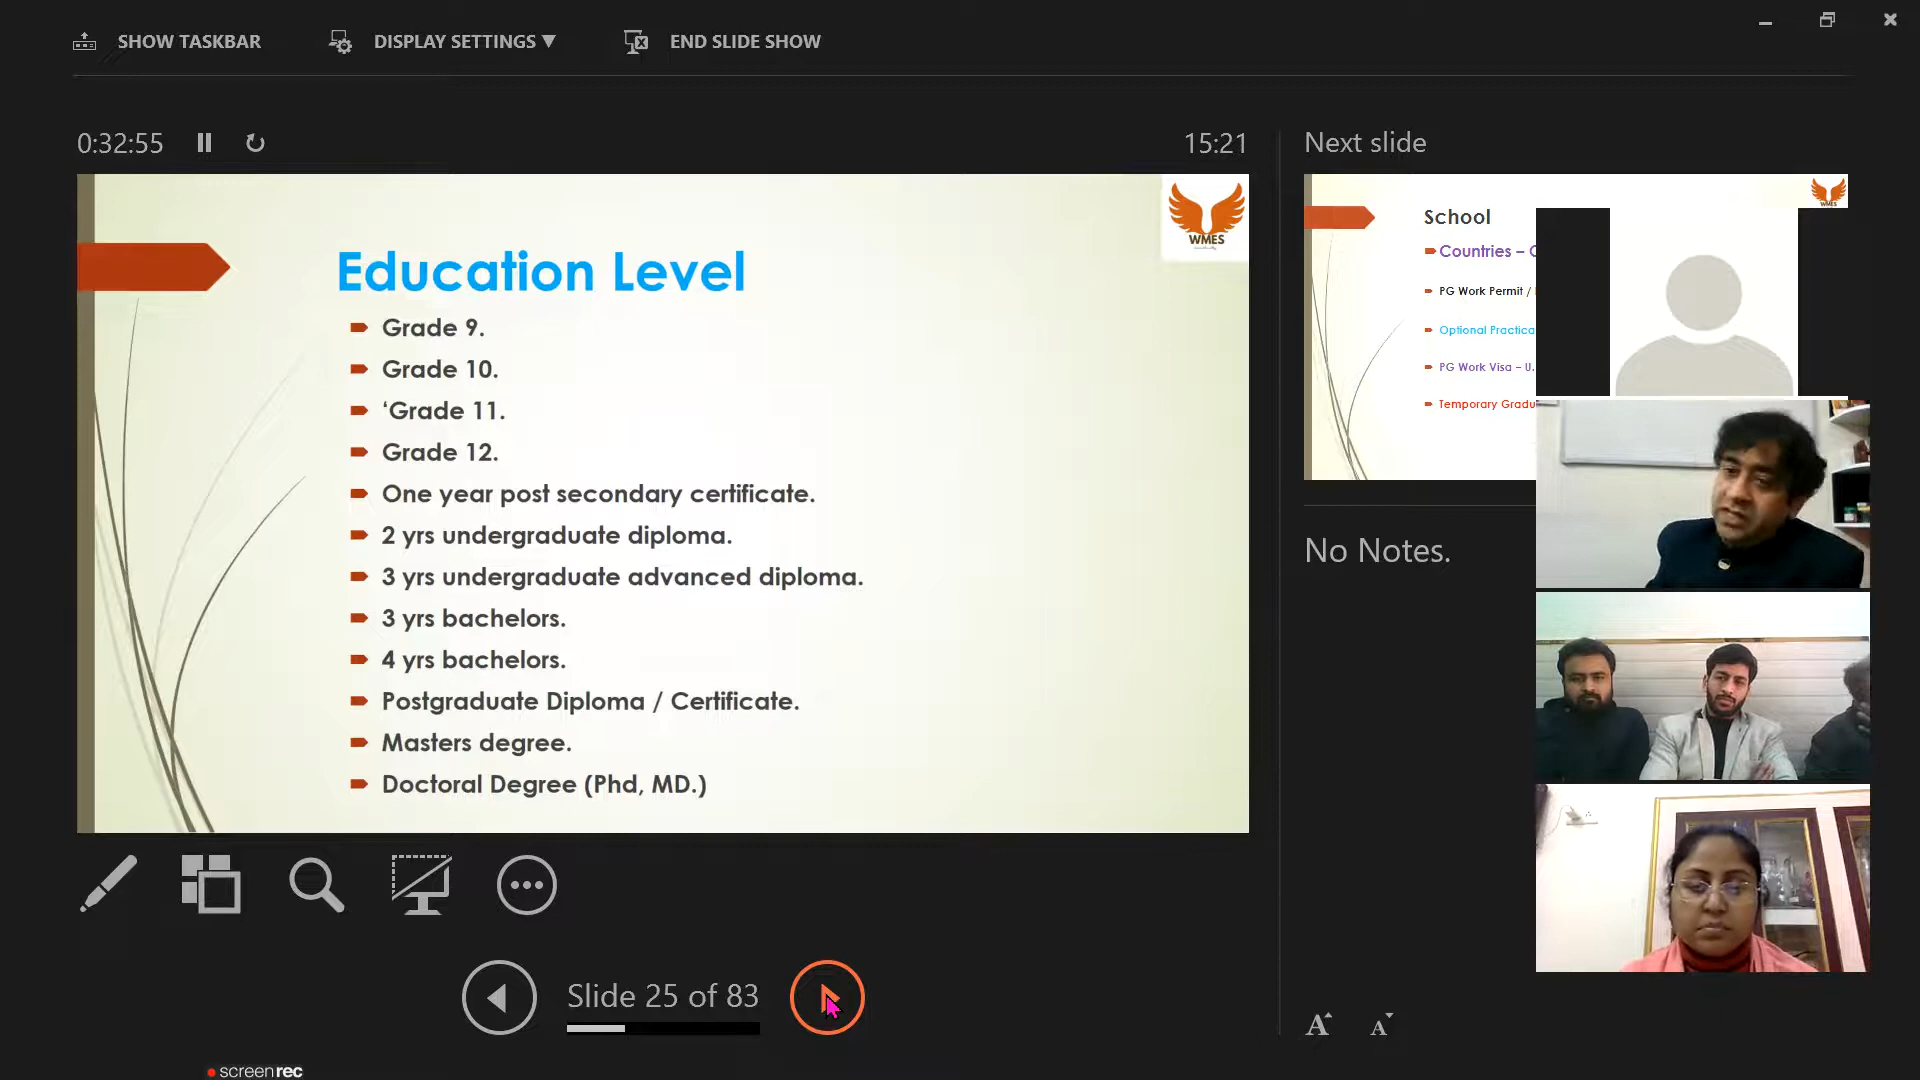 SHOW TASKBAR
DISPLAY SETTINGS ▼
END SLIDE SHOW
0:32:55
15:21
Next slide
WMES
Education Level
Grade 9.
Grade 10.
‘Grade 11.
Grade 12.
One year post secondary certificate.
2 yrs undergraduate diploma.
3 yrs undergraduate advanced diploma.
3 yrs bachelors.
4 yrs bachelors.
Postgraduate Diploma / Certificate.
Masters degree.
Doctoral Degree (Phd, MD.)
WMES
School
Countries –
PG Work Permit /
Optional
PG Work Visa – U.
Temporary
No Notes.
Slide 25 of 83
A A
screenrec